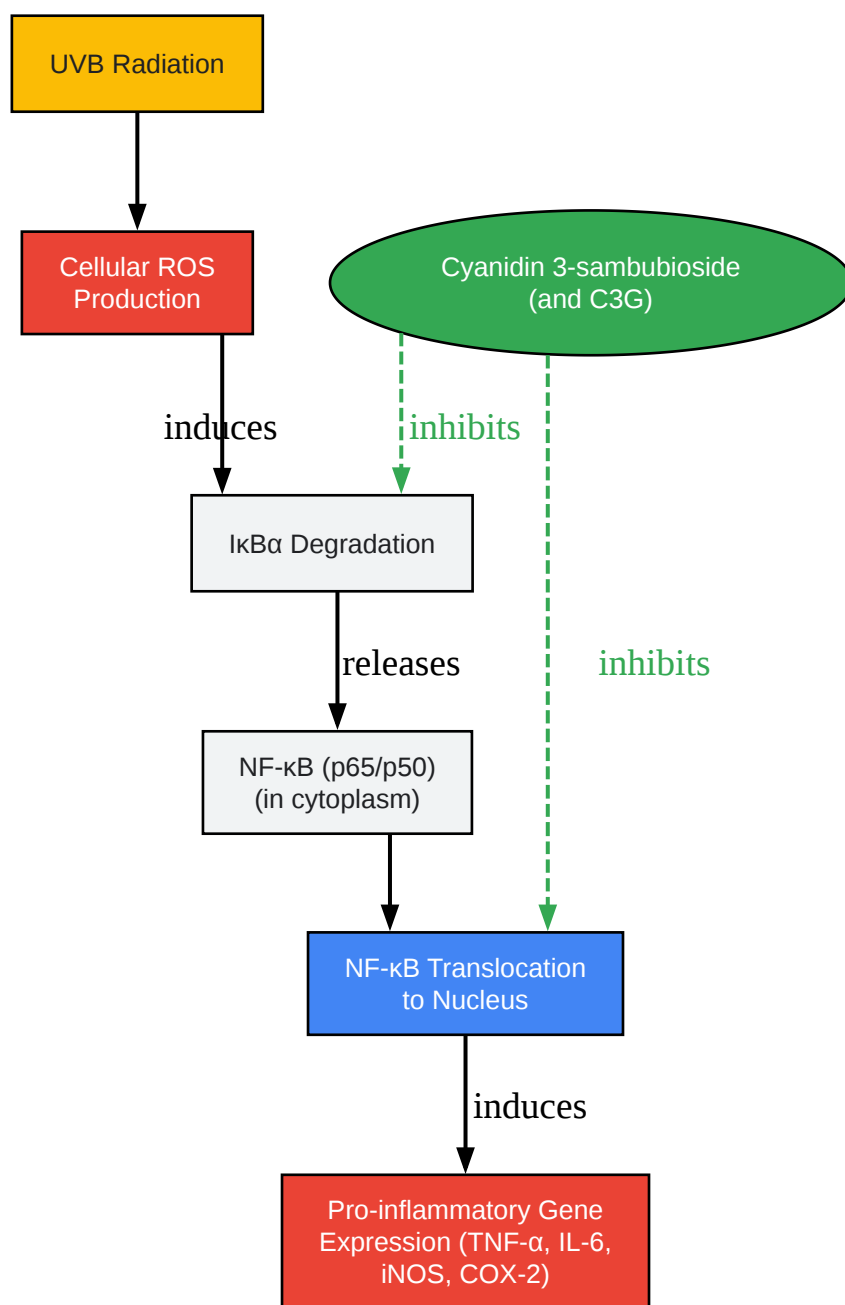 UVB Radiation
Cellular ROS
Production
Cyanidin 3-sambubioside
(and C3G)
induces
inhibits
IκBα Degradation
releases
inhibits
NF-κB (p65/p50)
(in cytoplasm)
NF-κB Translocation
to Nucleus
induces
Pro-inflammatory Gene
Expression (TNF-α, IL-6,
iNOS, COX-2)